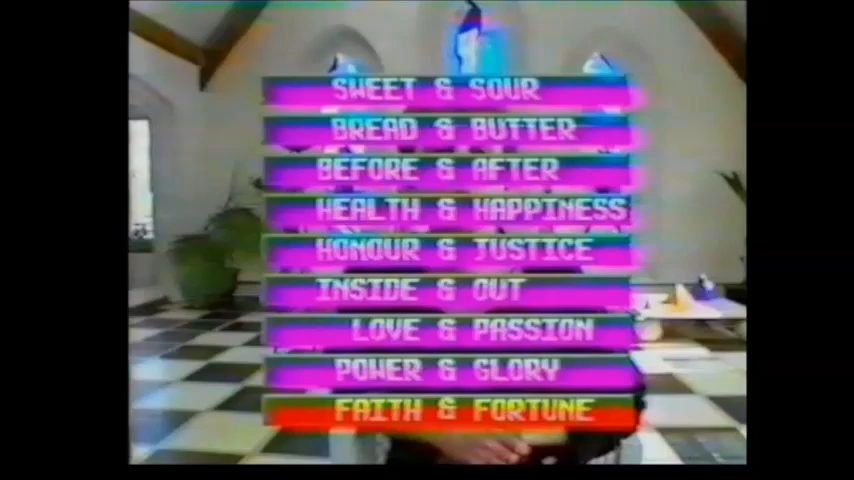 SWEET & SOUR
BREAD & BUTTER
BEFORE & AFTER
HEALTH & HAPPINESS
HONOUR & JUSTICE
INSIDE & OUT
LOVE & PASSION
POWER & GLORY
FAITH & FORTUNE